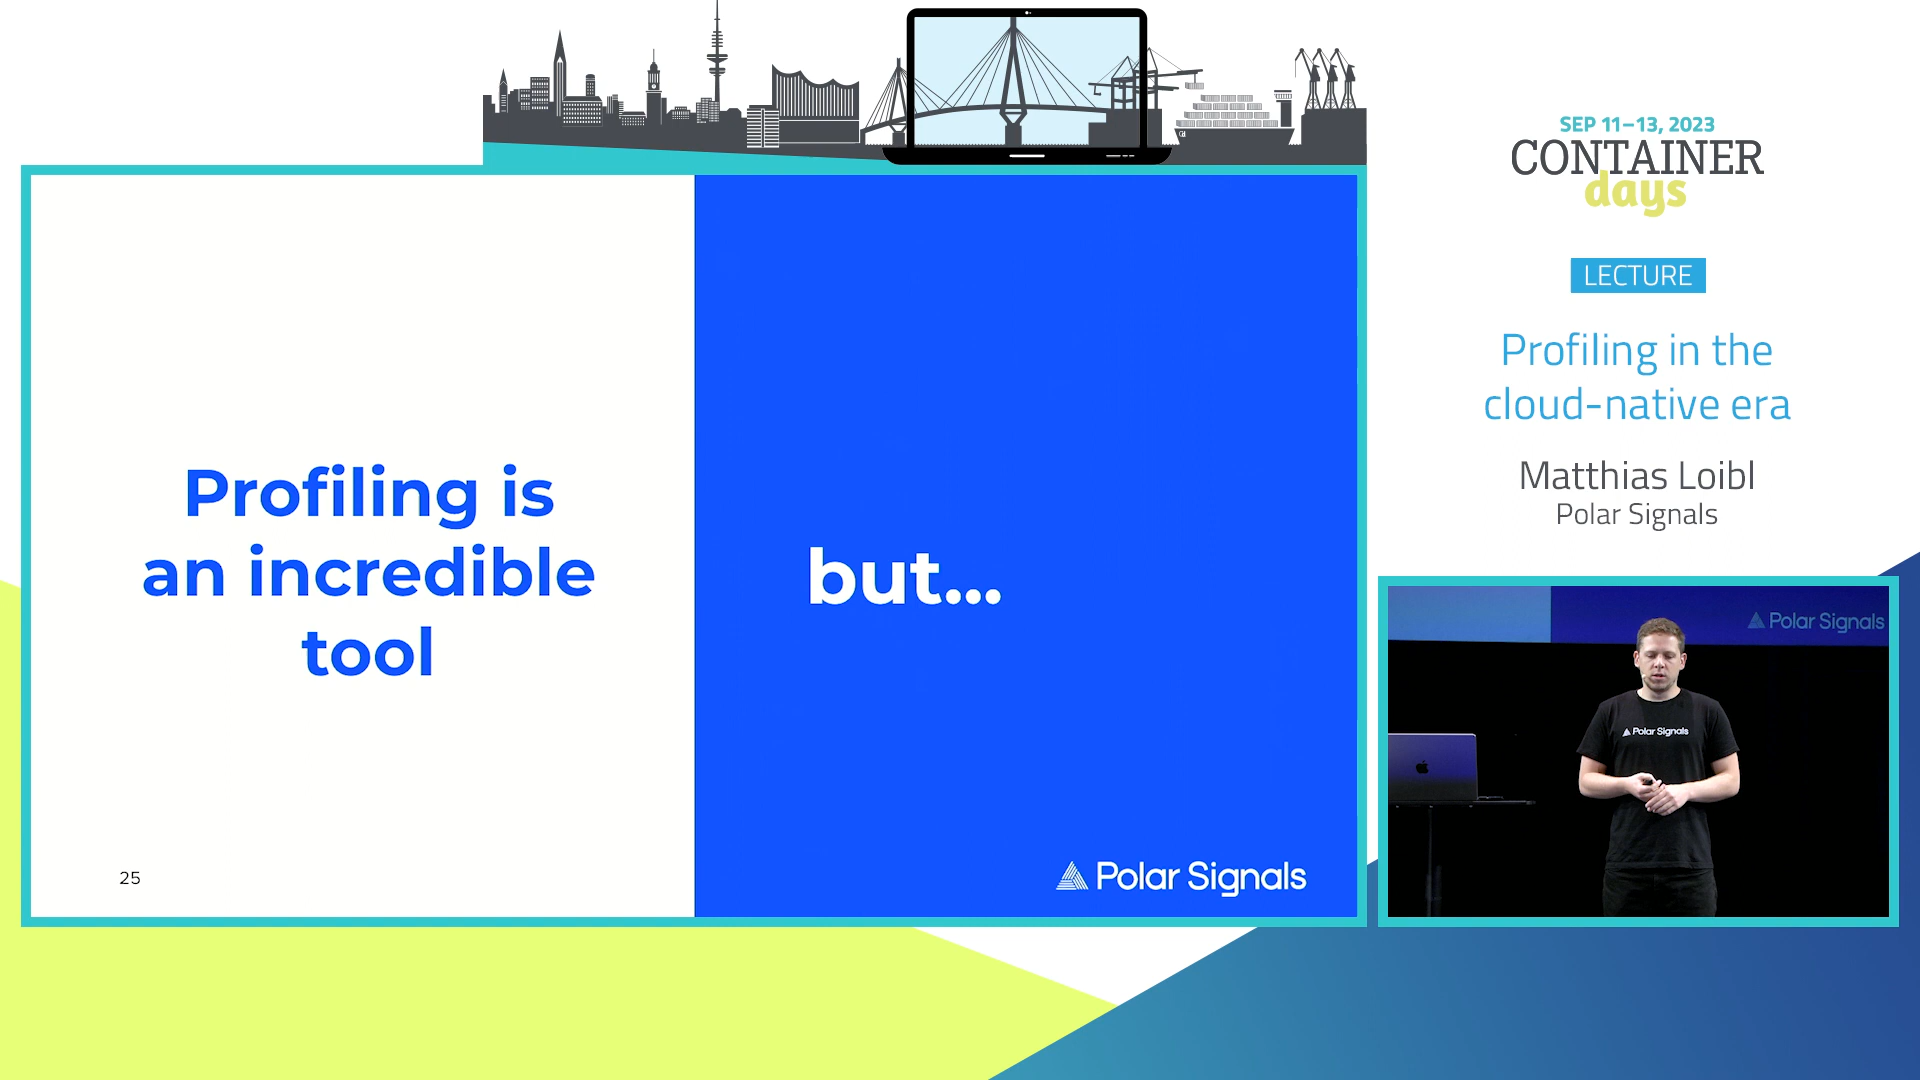 SEP 11–13, 2023
CONTAINER
days
LECTURE
Profiling in the
cloud-native era
Matthias Loibl
Polar Signals
Profiling is
an incredible
tool
but...
25
Polar Signals
Polar Signals
Polar Signals